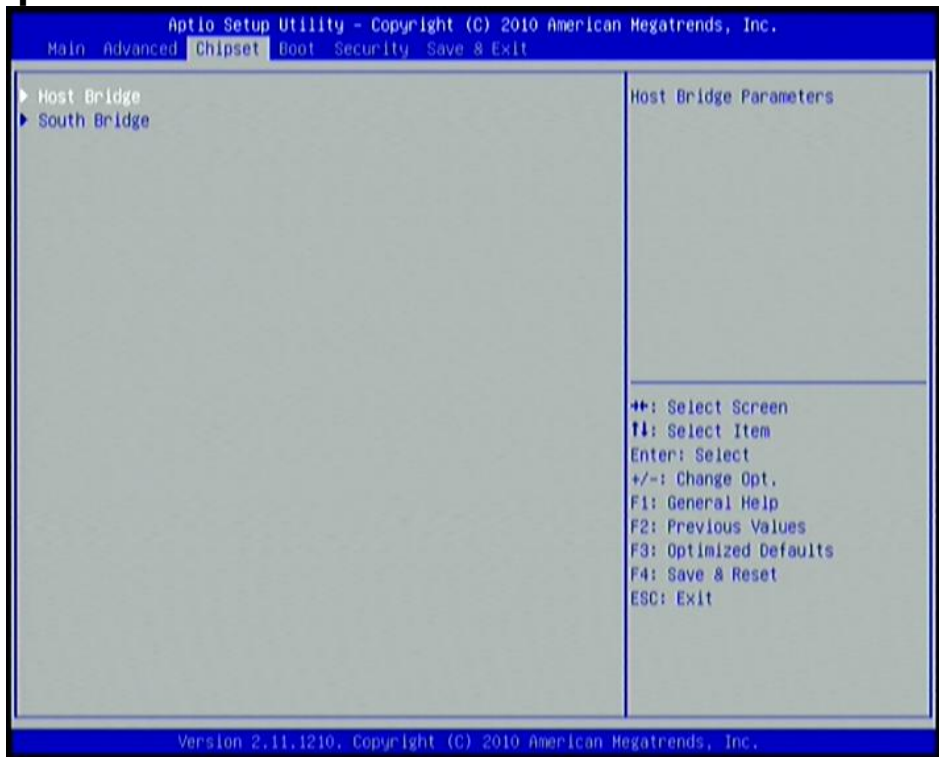 Aptio Setup Utility - Copyright (C) 2010 American Megatrends, Inc.
Main Advanced Chipset Boot Security Save & Exit
Host Bridge
South Bridge
Host Bridge Parameters
→←: Select Screen
↑↓: Select Item
Enter: Select
+/-: Change Opt.
F1: General Help
F2: Previous Values
F3: Optimized Defaults
F4: Save & Reset
ESC: Exit
Version 2.11.1210. Copyright (C) 2010 American Megatrends, Inc.